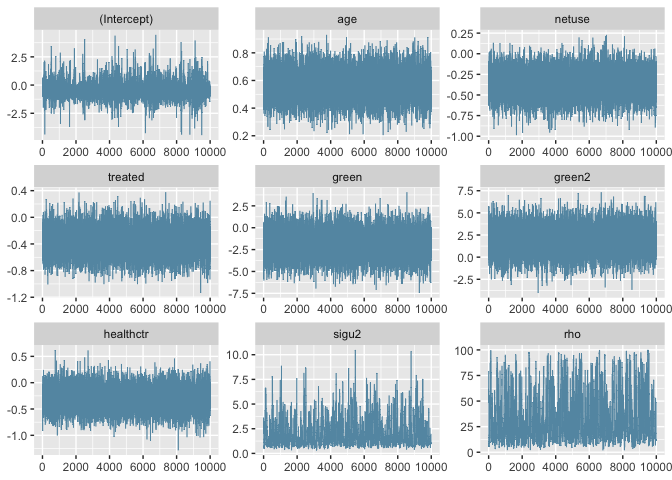 (Intercept) age netuse
2.5 0.0 -2.5 0.8 0.6 0.4 0.2 0.25 0.00 -0.25 -0.50 -0.75 -1.00
0 2000 4000 6000 8000 10000 0 2000 4000 6000 8000 10000 0 2000 4000 6000 8000 10000
treated green green2
0.4 0.0 -0.4 -0.8 -1.2 2.5 0.0 -2.5 -5.0 -7.5 7.5 5.0 2.5 0.0 -2.5
0 2000 4000 6000 8000 10000 0 2000 4000 6000 8000 10000 0 2000 4000 6000 8000 10000
healthctr sigu2 rho
0.5 0.0 -0.5 -1.0 10.0 7.5 5.0 2.5 0.0 100 75 50 25 0
0 2000 4000 6000 8000 10000 0 2000 4000 6000 8000 10000 0 2000 4000 6000 8000 10000